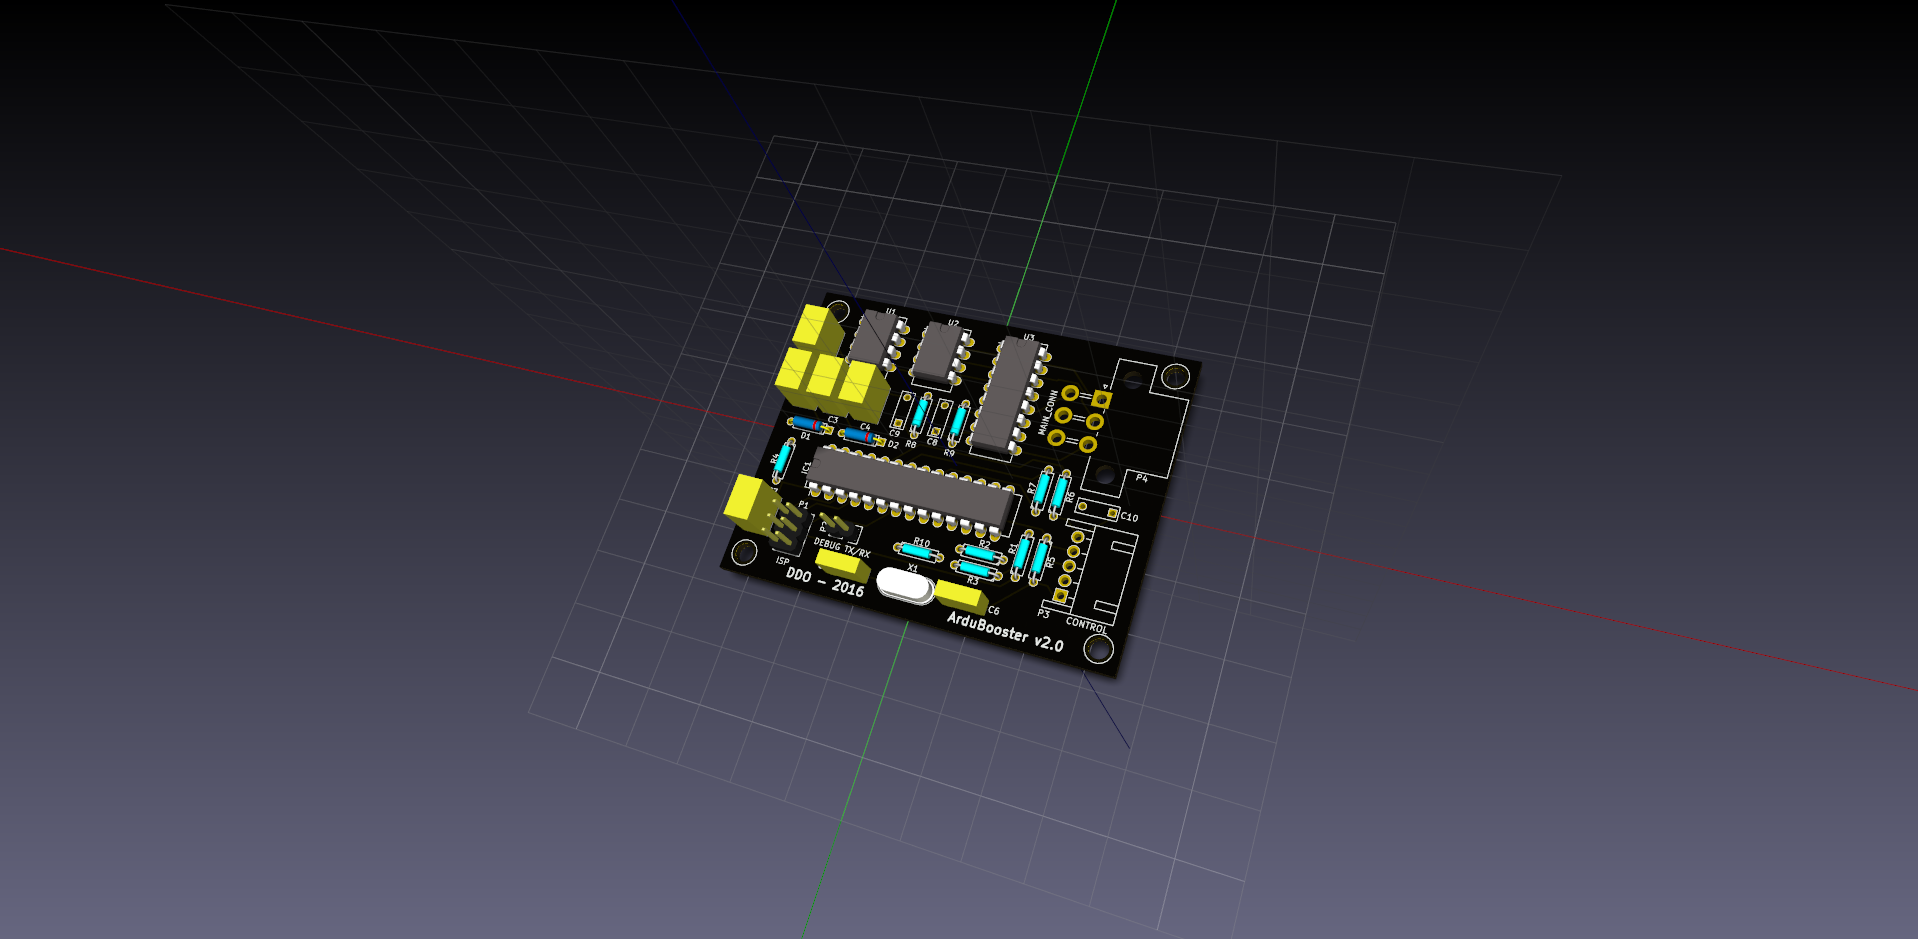 U1
U2
U3
MAIN_CONN
C3
C4
C9
R8
C8
R9
D1
D2
R4
IC1
P4
R7
R6
C10
P1
DEBUG TX/RX
ISP
R10
R2
R1
R5
X1
R3
C6
P3
CONTROL
DDO - 2016
ArduBooster v2.0